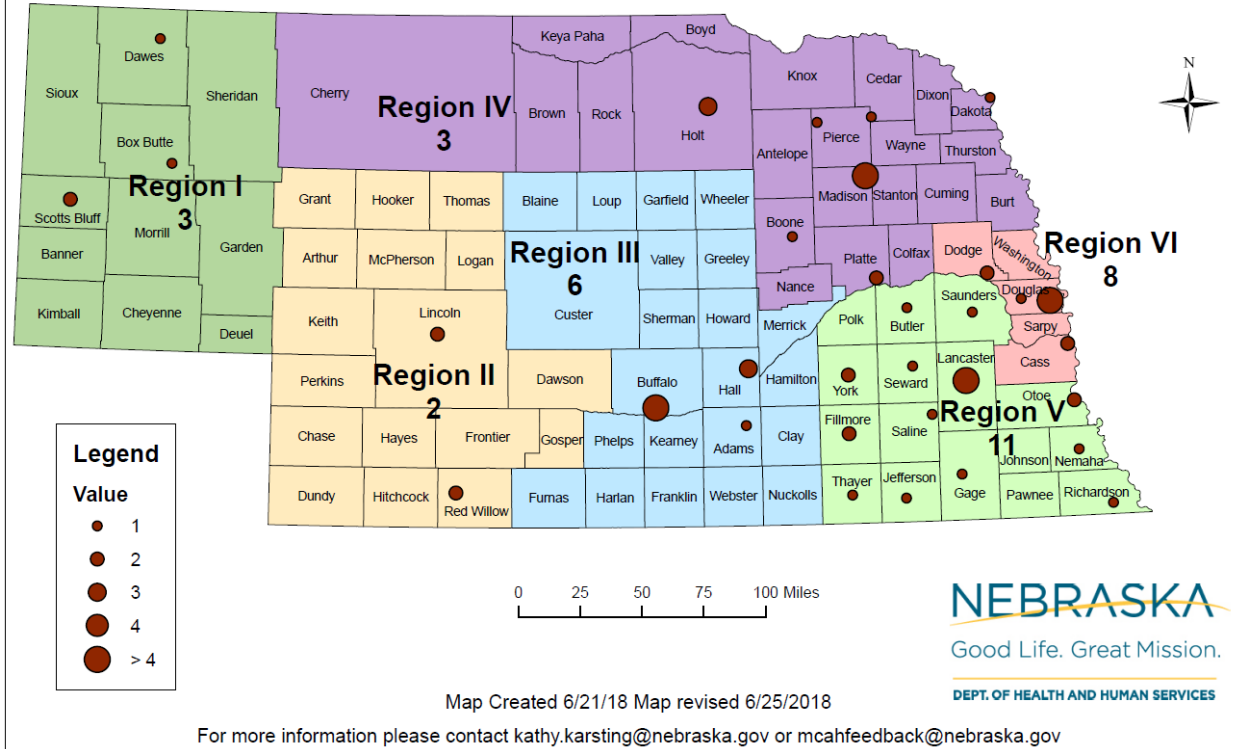 Keya Paha
Boyd
Dawes
Knox
Cedar
N
Sioux
Sheridan
Cherry
Dixon
Region IV
3
Brown
Rock
Holt
Dakota
Box Butte
Pierce
Wayne
Antelope
Thurston
Region I
3
Grant
Hooker
Thomas
Blaine
Loup
Garfield
Wheeler
Madison
Stanton
Cuming
Burt
Scotts Bluff
Morrill
Boone
Banner
Garden
Arthur
McPherson
Logan
Region III
6
Valley
Greeley
Platte
Colfax
Dodge
Washington
Region VI
8
Nance
Douglas
Kimball
Cheyenne
Keith
Lincoln
Custer
Sherman
Howard
Merrick
Polk
Butler
Saunders
Sarpy
Deuel
Perkins
Region II
2
Dawson
Buffalo
Hall
Hamilton
York
Seward
Lancaster
Cass
Otoe
Region V
11
Chase
Hayes
Frontier
Gosper
Phelps
Kearney
Adams
Clay
Fillmore
Saline
Johnson
Nemaha
Dundy
Hitchcock
Red Willow
Furnas
Harlan
Franklin
Webster
Nuckolls
Thayer
Jefferson
Gage
Pawnee
Richardson
Legend
Value
1
2
3
4
> 4
0 25 50 75 100 Miles
NEBRASKA
Good Life. Great Mission.
DEPT. OF HEALTH AND HUMAN SERVICES
Map Created 6/21/18 Map revised 6/25/2018
For more information please contact kathy.karsting@nebraska.gov or mcahfeedback@nebraska.gov